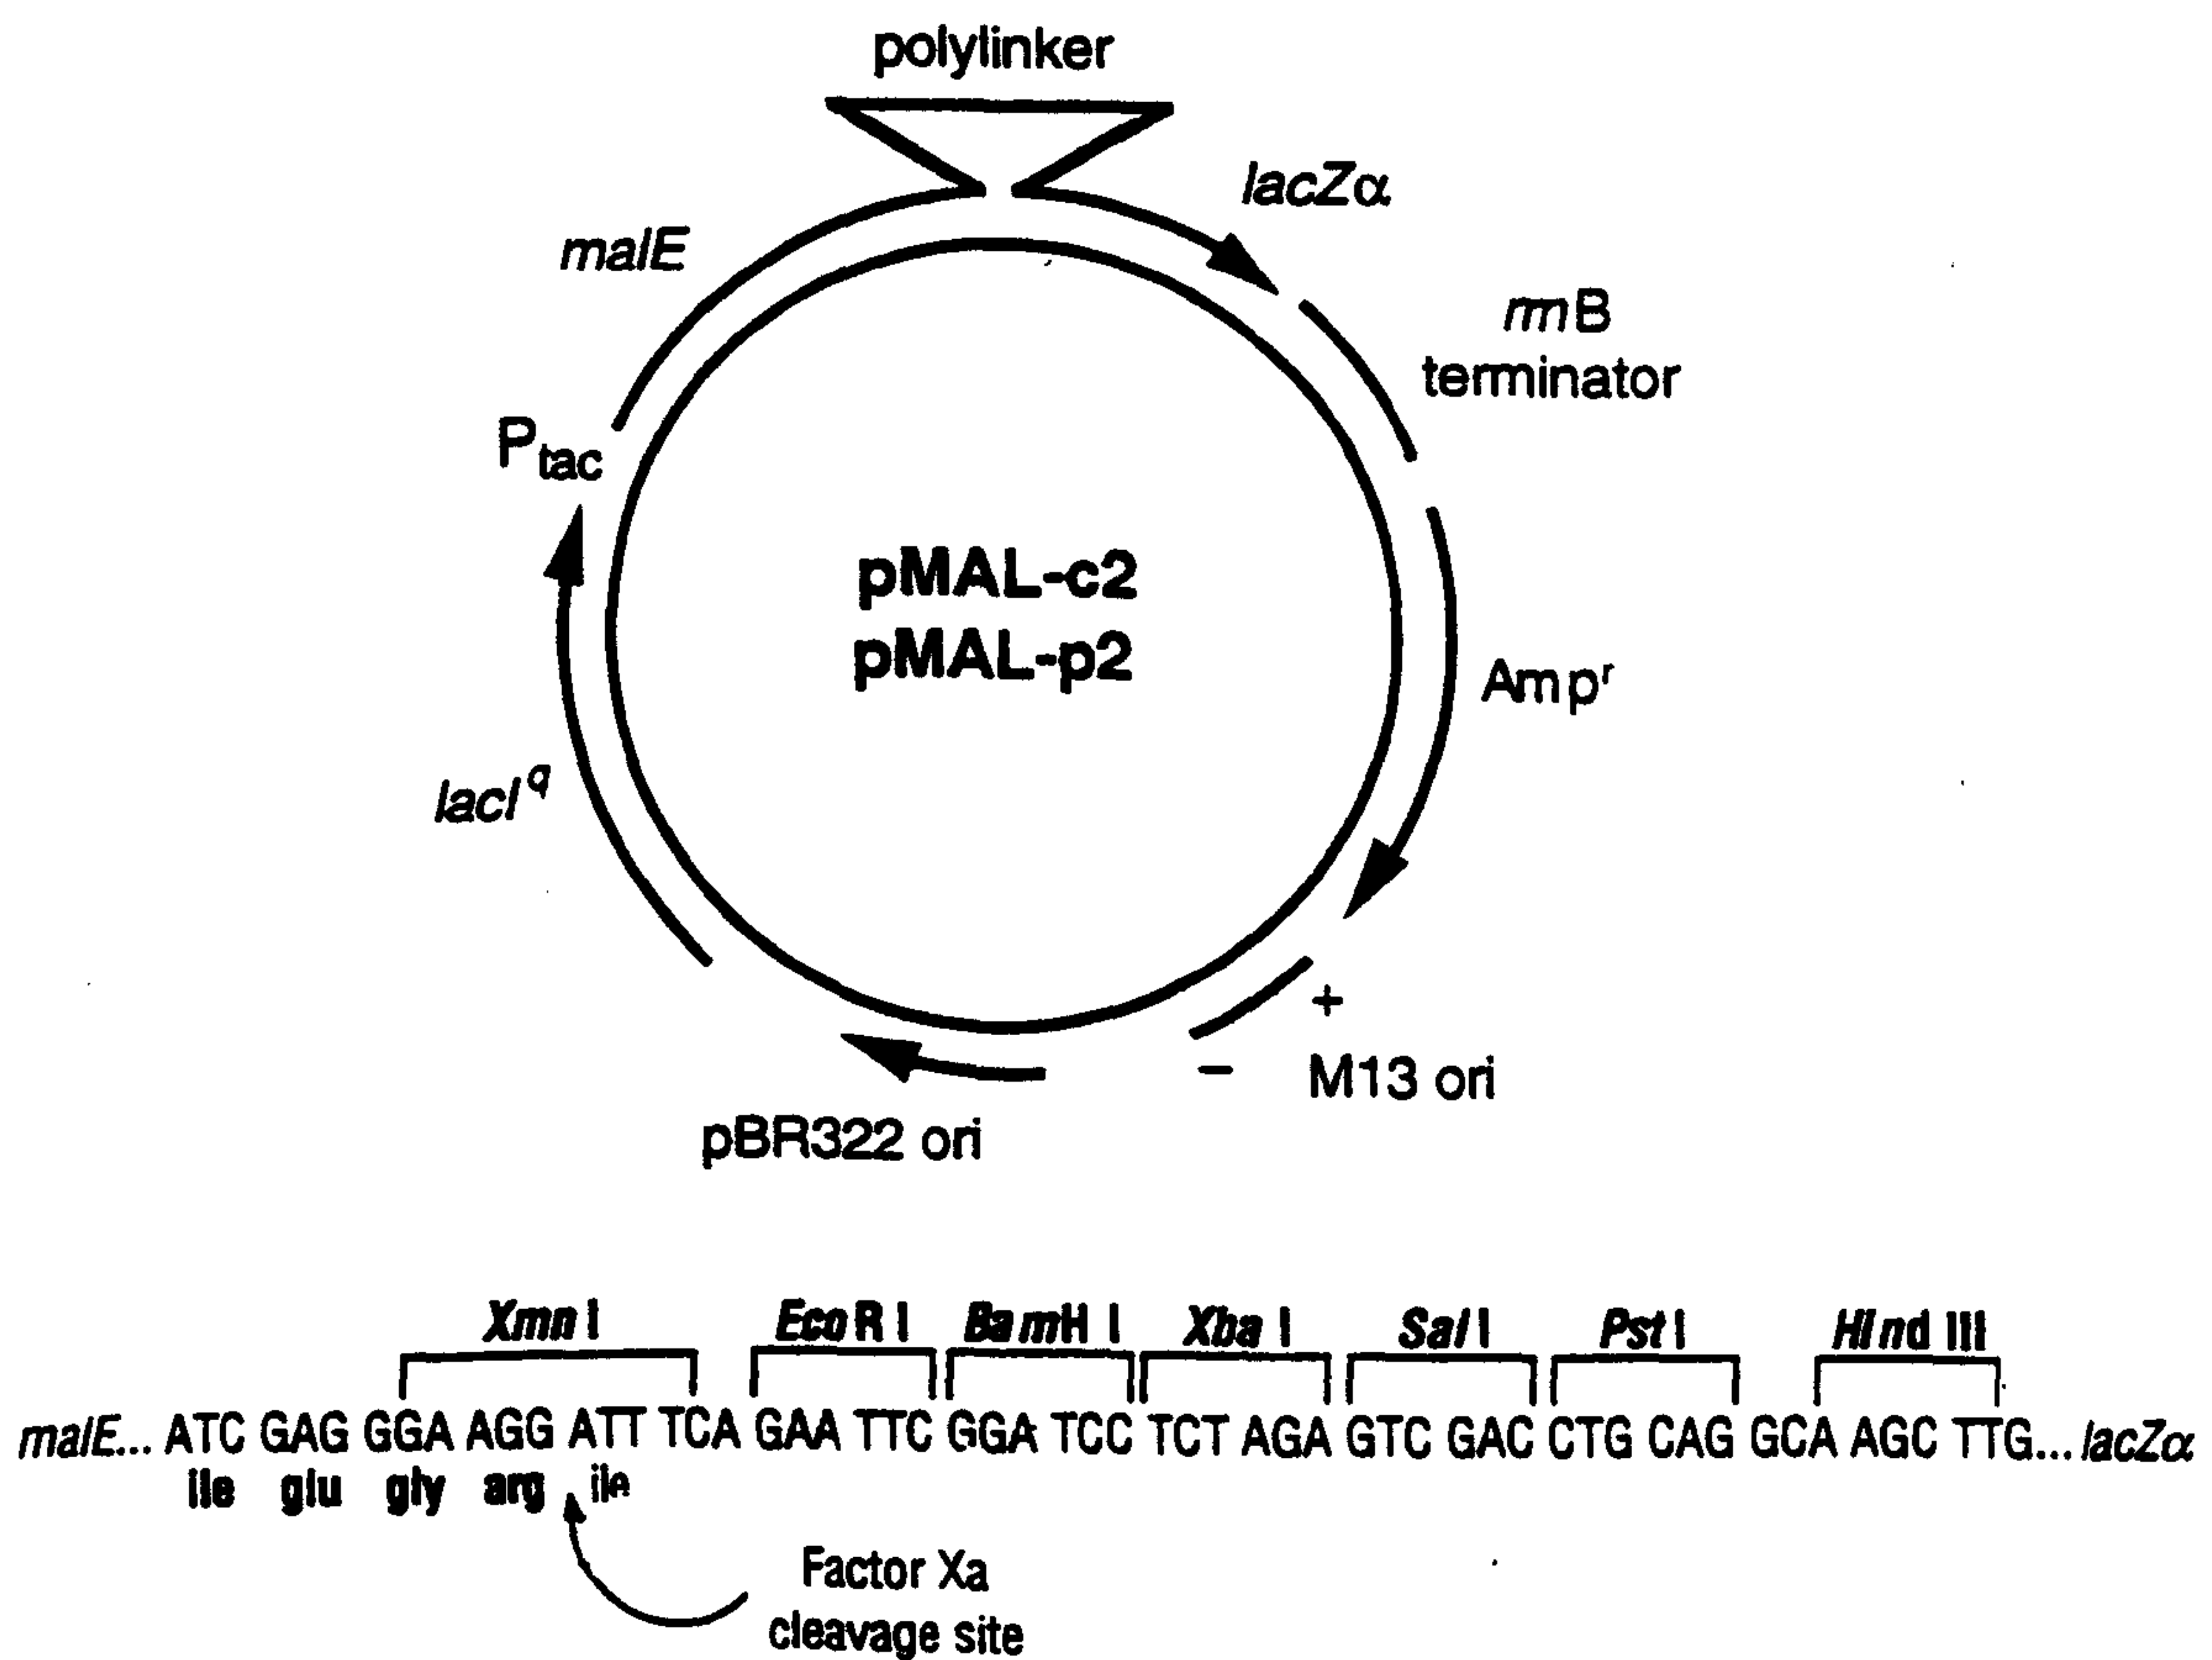 polylinker
lacZα
malE
rrnB
terminator
Ptac
pMAL-c2
pMAL-p2
Ampr
lacIq
+
– M13 ori
pBR322 ori
XmnI EcoRI BamHI XbaI SalI PstI HindIII
malE... ATC GAG GGA AGG ATT TCA GAA TTC GGA TCC TCT AGA GTC GAC CTG CAG GCA AGC TTG... lacZα
ile glu gly arg ile
Factor Xa
cleavage site